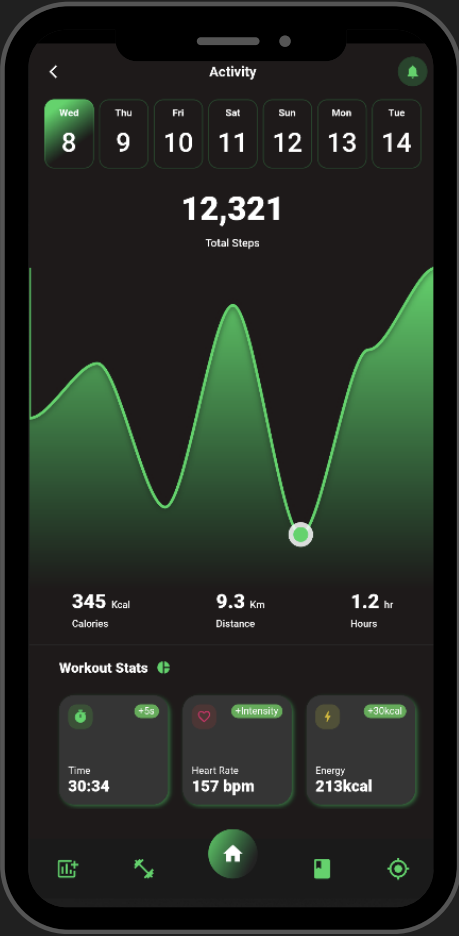 Activity
Wed Thu Fri Sat Sun Mon Tue
8 9 10 11 12 13 14
12,321
Total Steps
345 Kcal 9.3 Km 1.2 hr
Calories Distance Hours
Workout Stats
+5s +Intensity +30kcal
Time Heart Rate Energy
30:34 157 bpm 213kcal